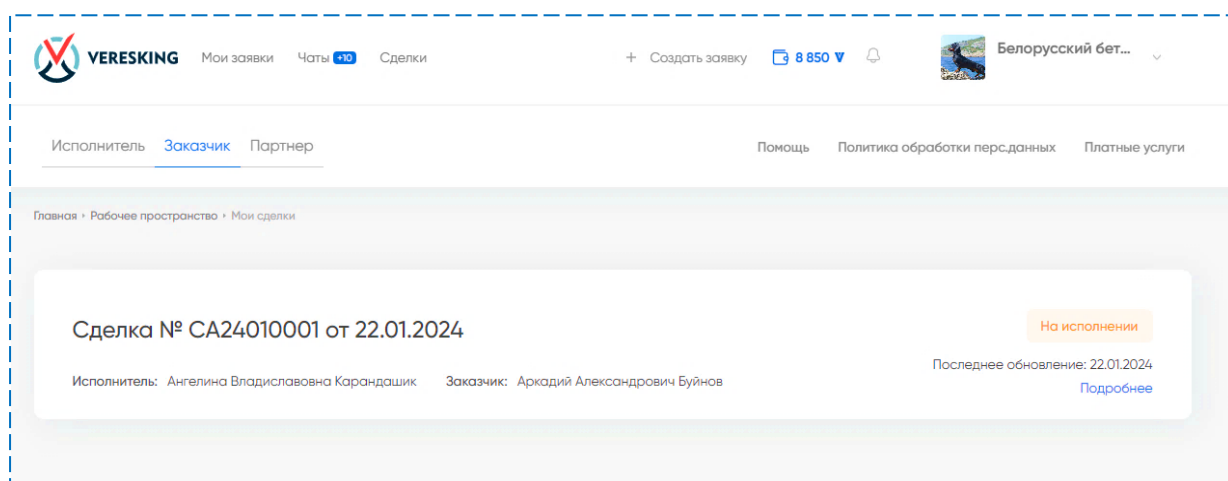 VERESKING Мои заявки Чаты +10 Сделки + Создать заявку 8 850 Белорусский бет...
Исполнитель Заказчик Партнер Помощь Политика обработки перс.данных Платные услуги
Главная Рабочее пространство Мои сделки
Сделка № СА24010001 от 22.01.2024 На исполнении
Последнее обновление: 22.01.2024
Исполнитель: Ангелина Владиславовна Карандашик Заказчик: Аркадий Александрович Буйнов
Подробнее